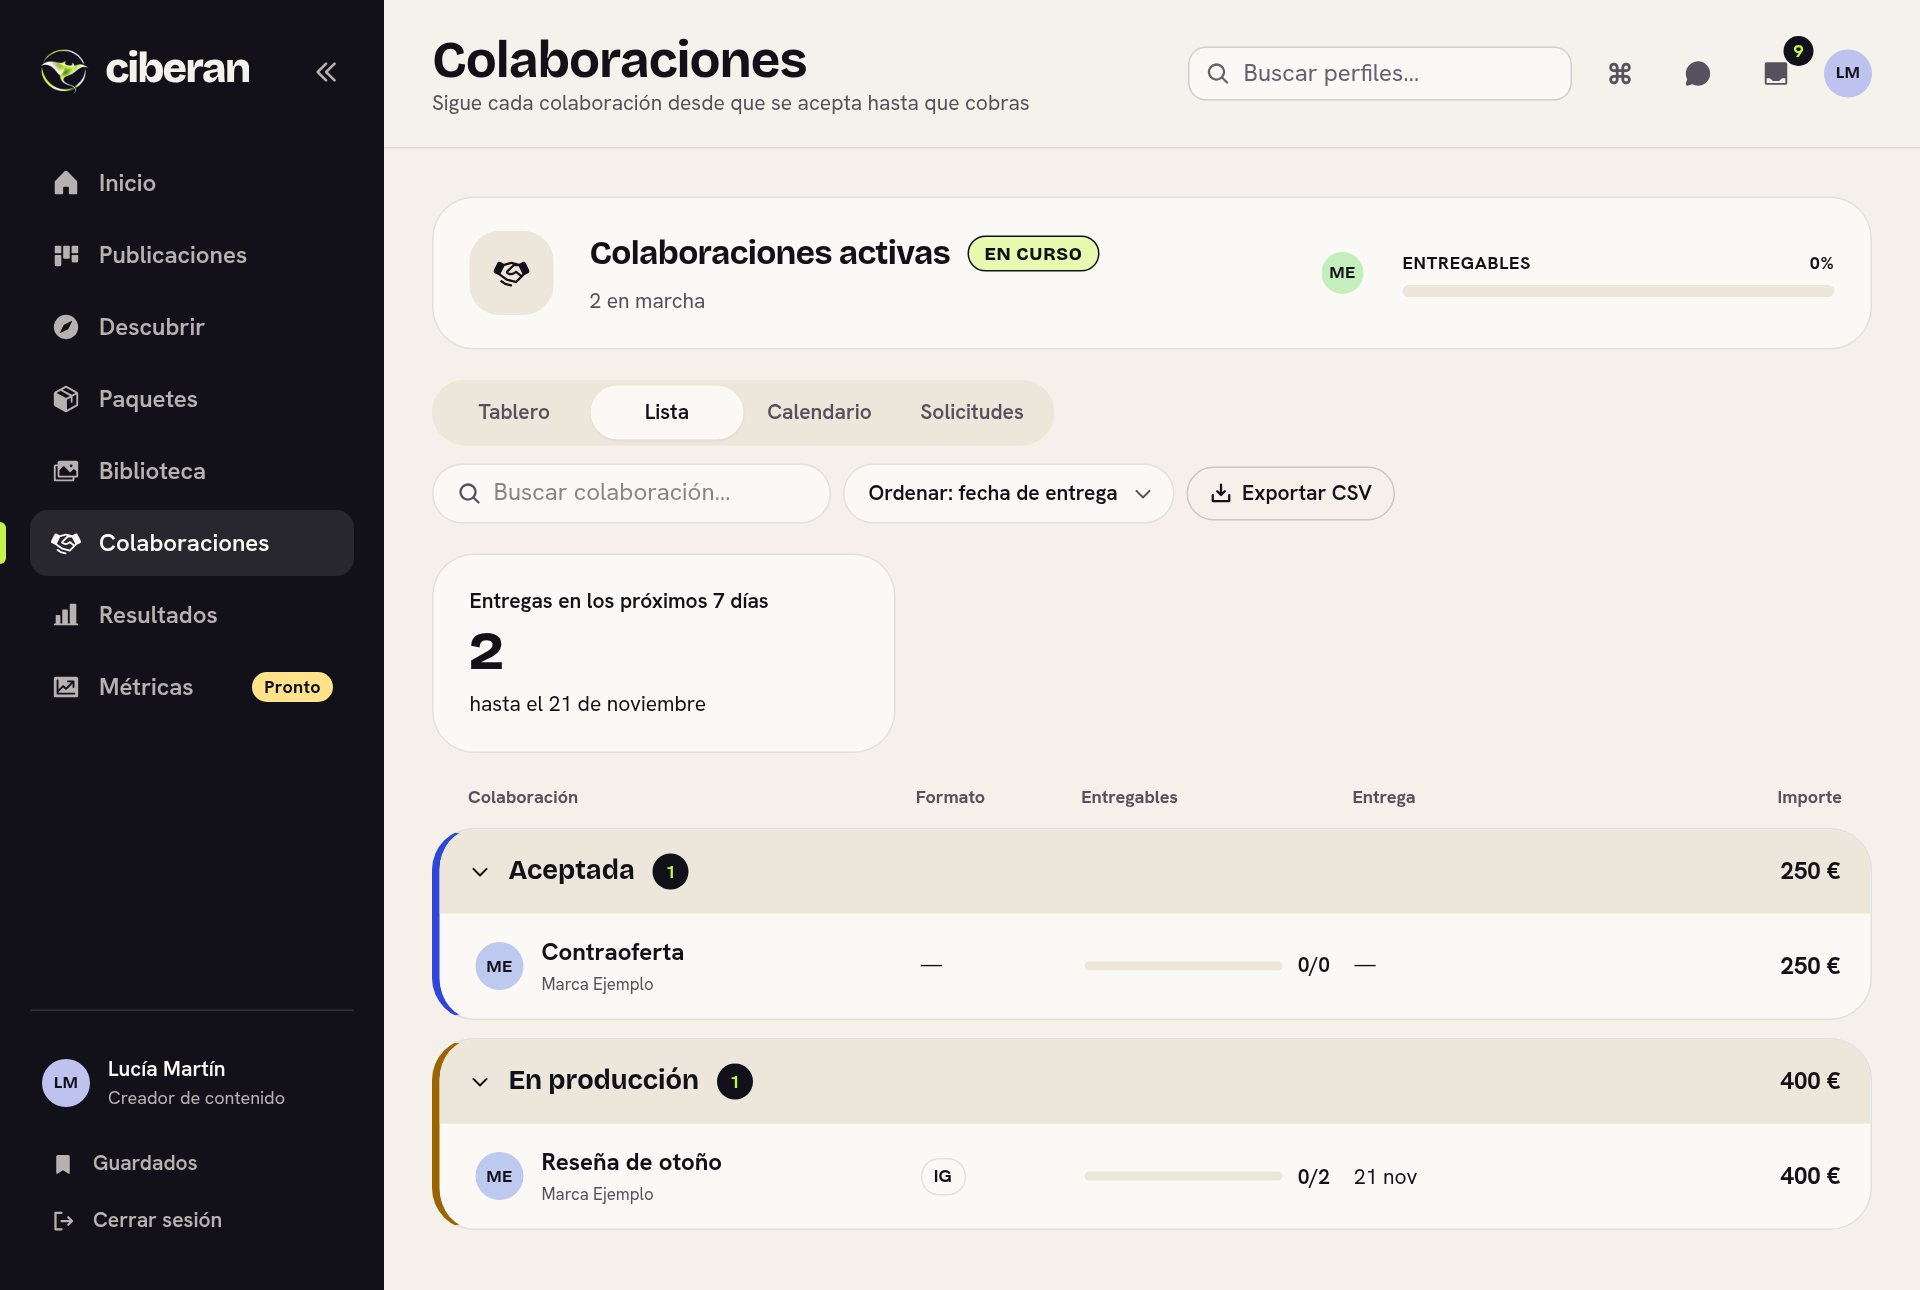 ciberan
Inicio
Publicaciones
Descubrir
Paquetes
Biblioteca
Colaboraciones
Resultados
Métricas
Pronto
LM
Lucía Martín
Creador de contenido
Guardados
Cerrar sesión
Colaboraciones
Sigue cada colaboración desde que se acepta hasta que cobras
Buscar perfiles...
9
LM
Colaboraciones activas
EN CURSO
2 en marcha
ME
ENTREGABLES
0%
Tablero
Lista
Calendario
Solicitudes
Buscar colaboración...
Ordenar: fecha de entrega
Exportar CSV
Entregas en los próximos 7 días
2
hasta el 21 de noviembre
Colaboración
Formato
Entregables
Entrega
Importe
Aceptada
1
250 €
ME
Contraoferta
Marca Ejemplo
—
0/0
—
250 €
En producción
1
400 €
ME
Reseña de otoño
Marca Ejemplo
IG
0/2
21 nov
400 €